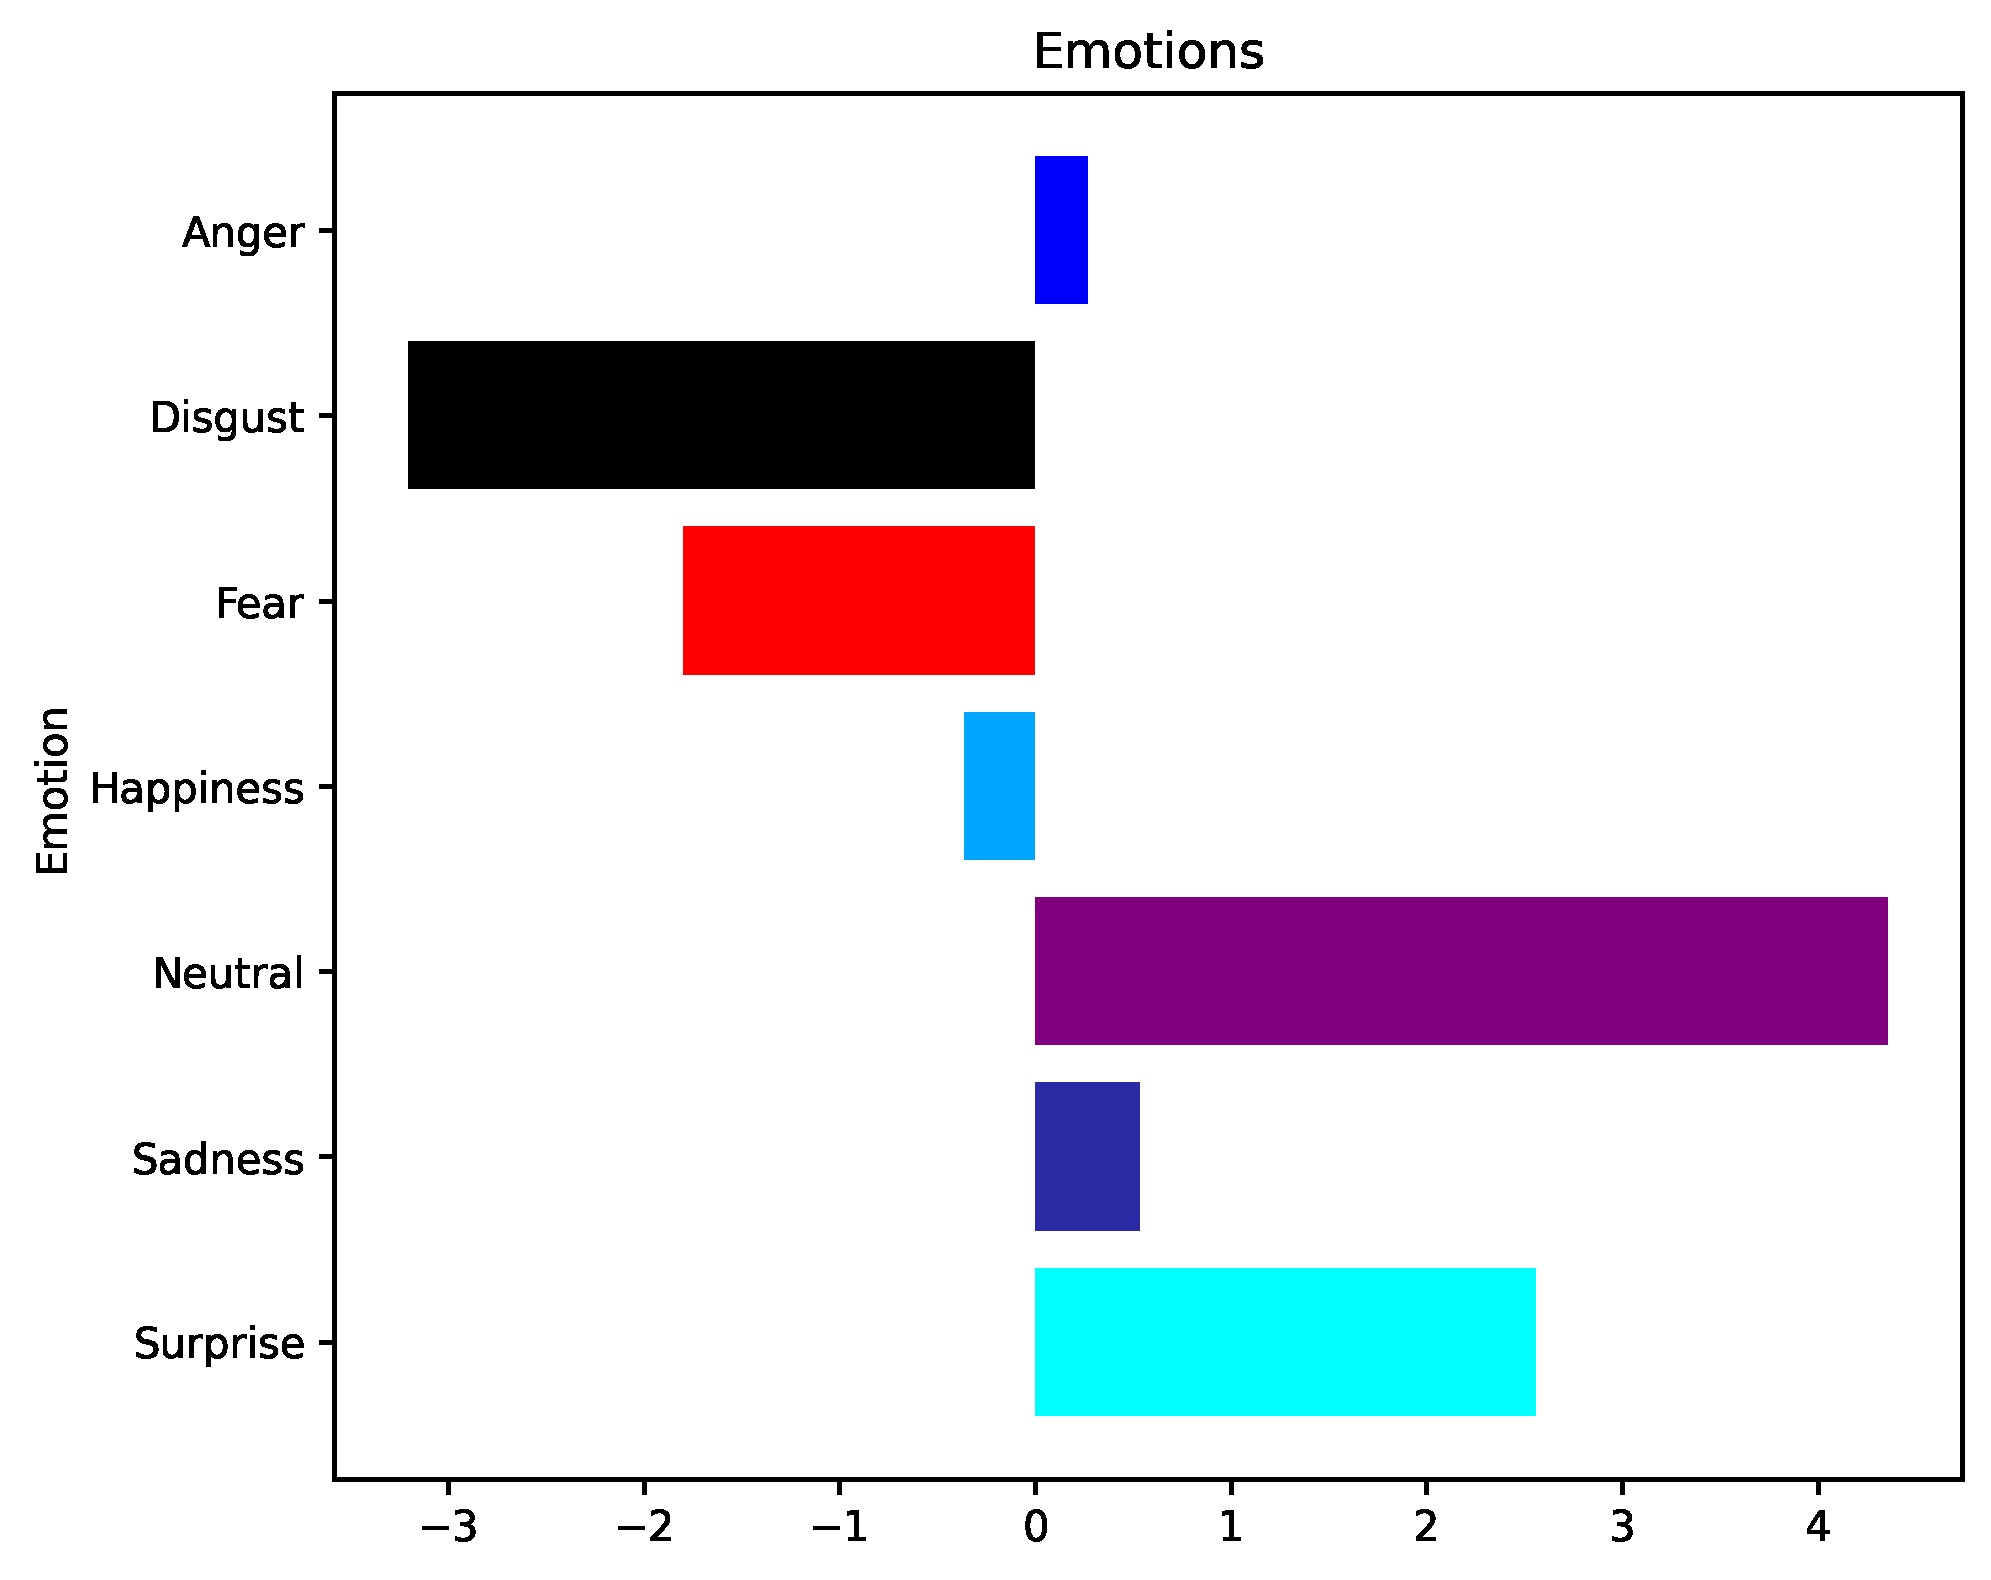 Emotions
Anger
Disgust
Fear
Happiness
Neutral
Sadness
Surprise
Emotion
−3 −2 −1 0 1 2 3 4